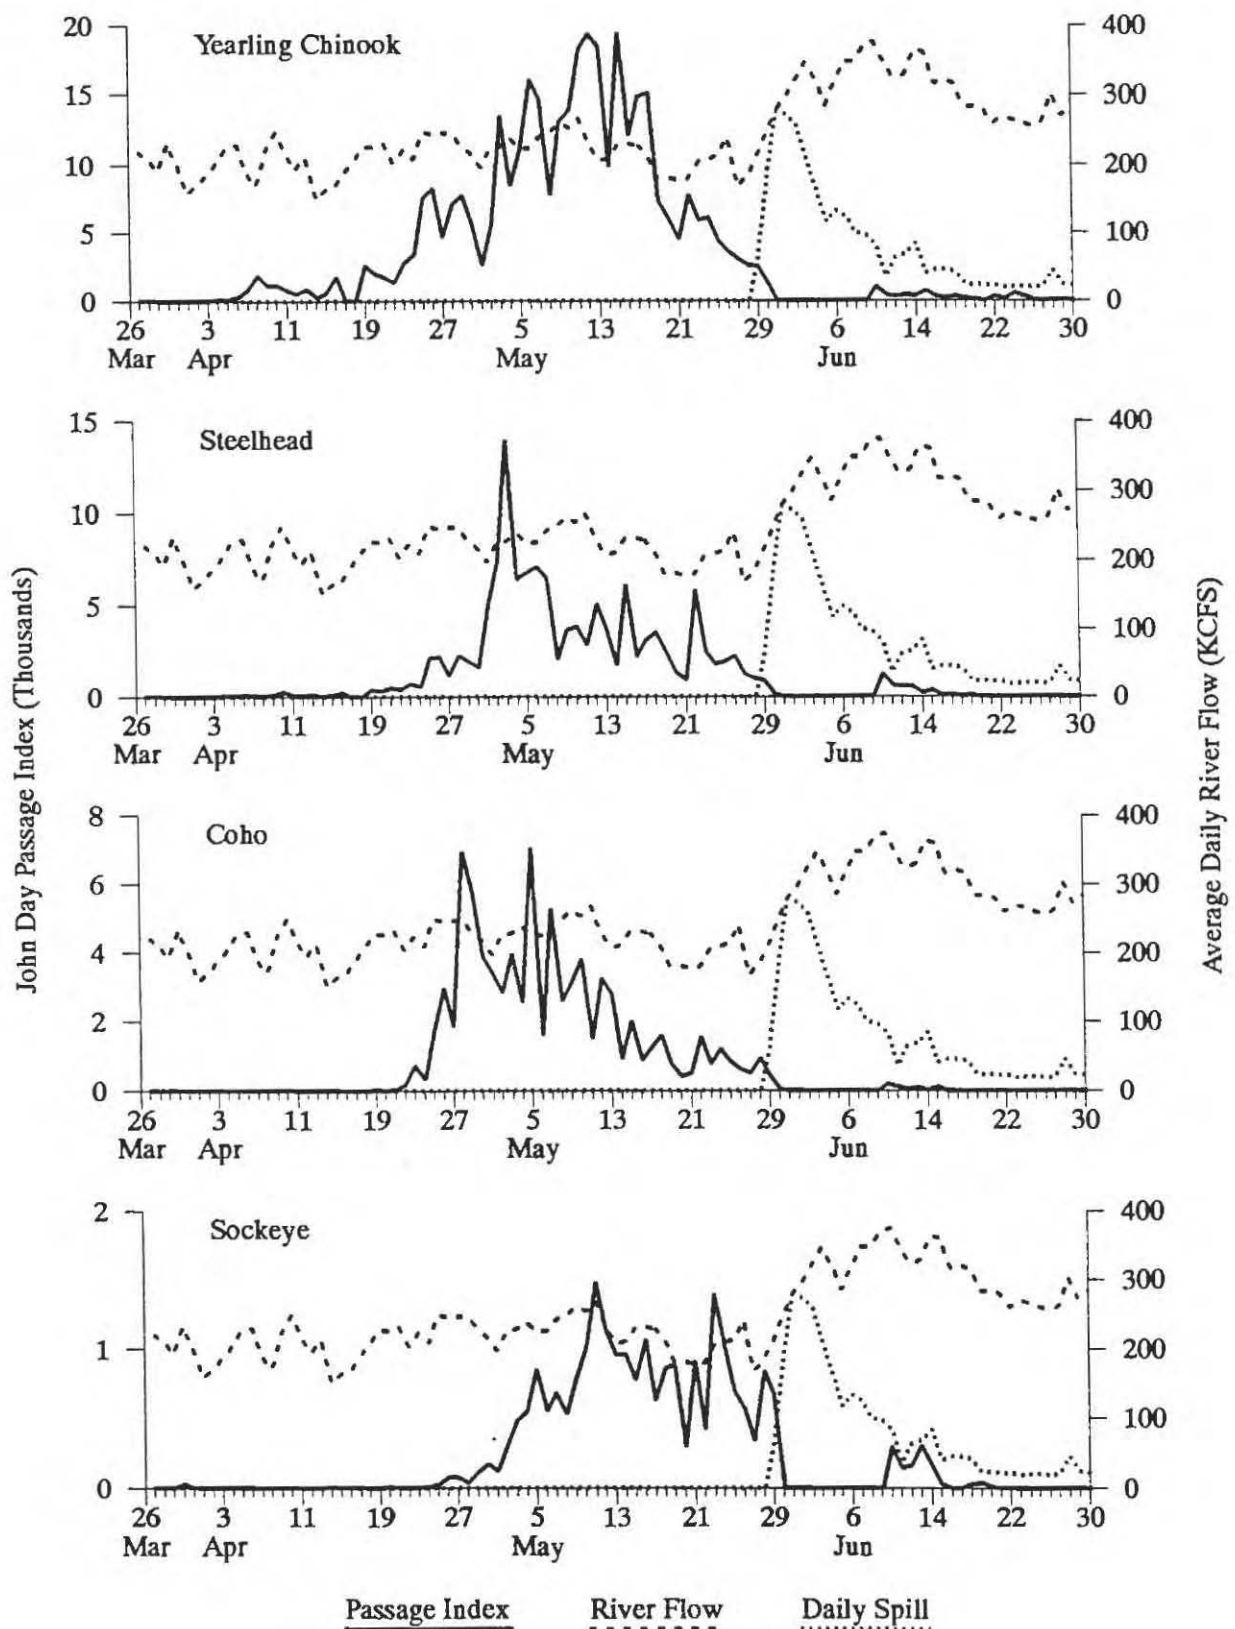 Yearling Chinook
20
15
10
5
0
400
300
200
100
0
26 3 11 19 27 5 13 21 29 6 14 22 30
Mar Apr May Jun
Steelhead
15
10
5
0
400
300
200
100
0
26 3 11 19 27 5 13 21 29 6 14 22 30
Mar Apr May Jun
John Day Passage Index (Thousands)
Average Daily River Flow (KCFS)
Coho
8
6
4
2
0
400
300
200
100
0
26 3 11 19 27 5 13 21 29 6 14 22 30
Mar Apr May Jun
Sockeye
2
1
0
400
300
200
100
0
26 3 11 19 27 5 13 21 29 6 14 22 30
Mar Apr May Jun
Passage Index River Flow Daily Spill